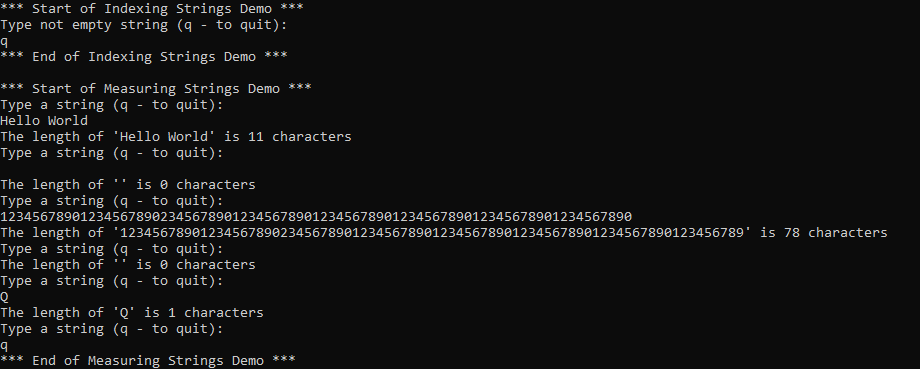 *** Start of Indexing Strings Demo ***
Type not empty string (q - to quit):
q
*** End of Indexing Strings Demo ***
*** Start of Measuring Strings Demo ***
Type a string (q - to quit):
Hello World
The length of 'Hello World' is 11 characters
Type a string (q - to quit):
The length of '' is 0 characters
Type a string (q - to quit):
1234567890123456789023456789012345678901234567890123456789012345678901234567890
The length of '123456789012345678902345678901234567890123456789012345678901234567890123456789' is 78 characters
Type a string (q - to quit):
The length of '' is 0 characters
Type a string (q - to quit):
Q
The length of 'Q' is 1 characters
Type a string (q - to quit):
q
*** End of Measuring Strings Demo ***